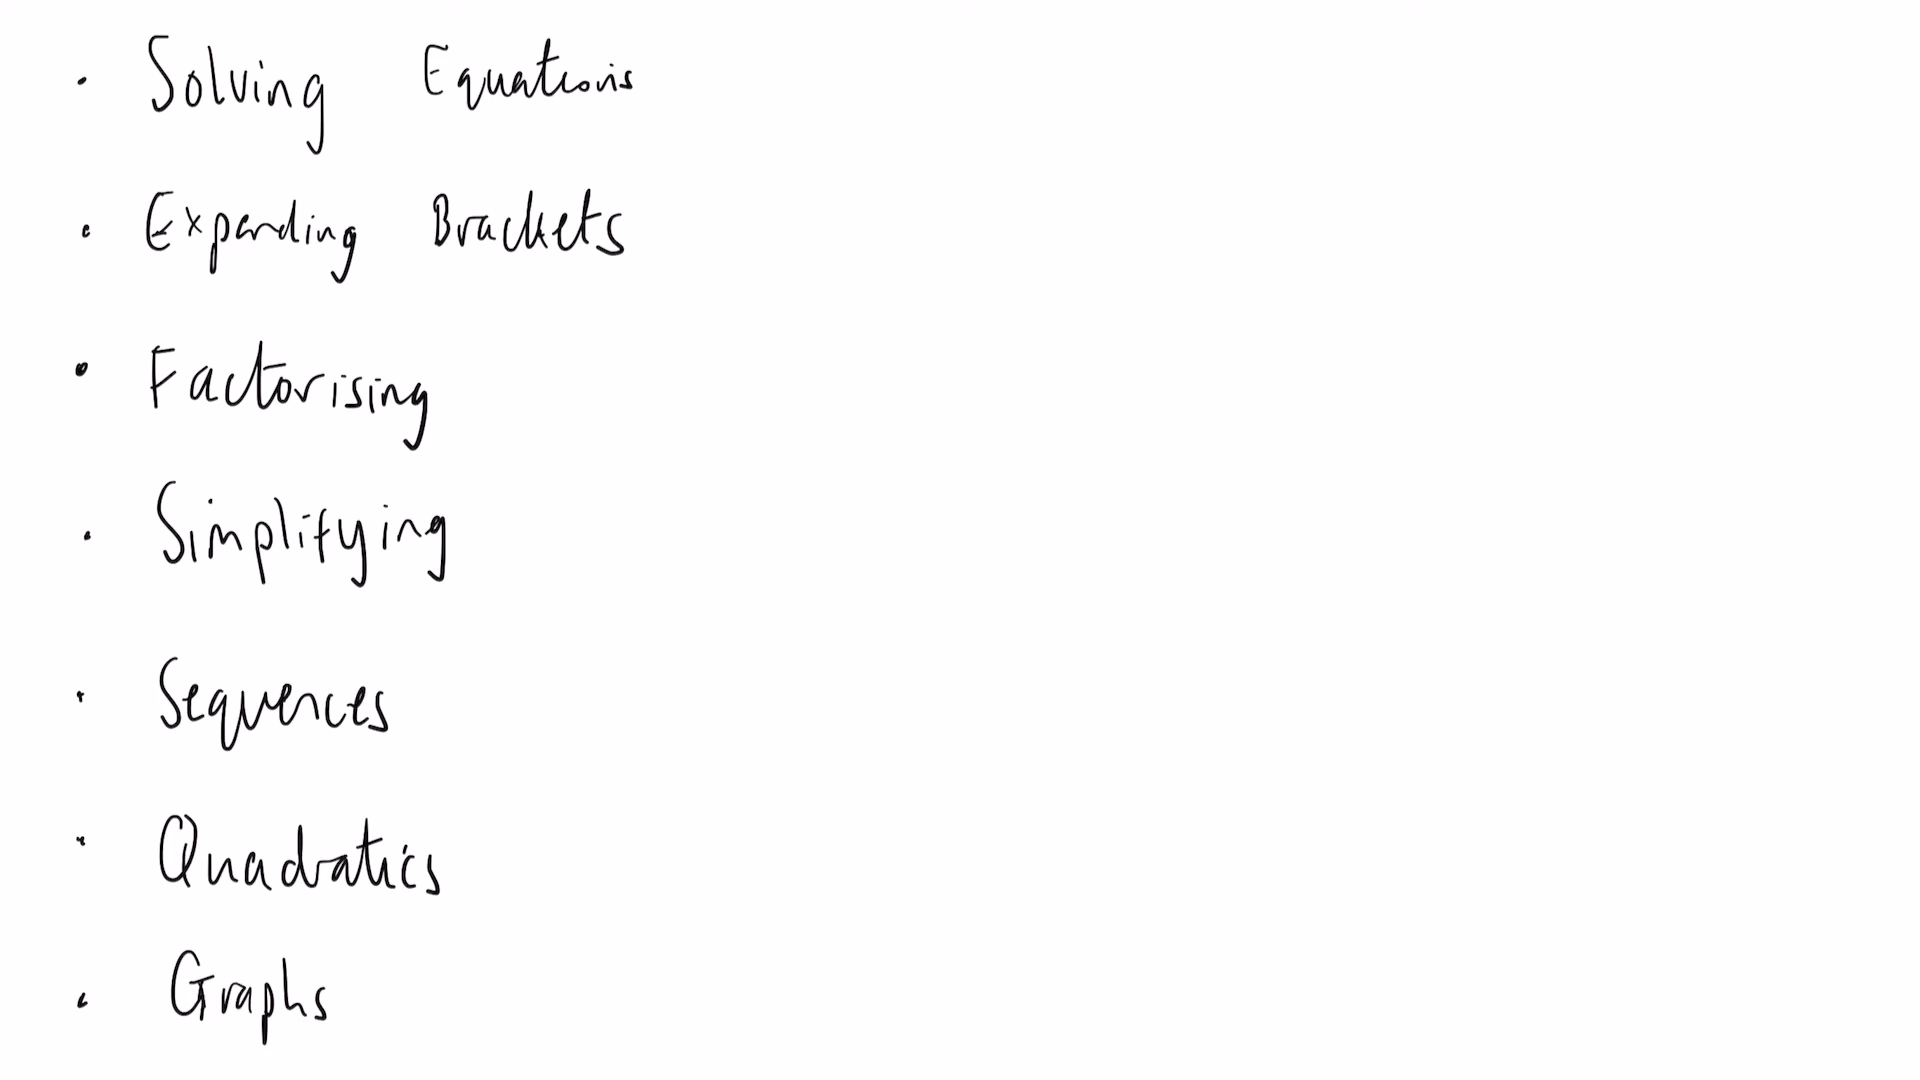 · Solving Equations
· Expanding Brackets
· Factorising
· Simplifying
· Sequences
· Quadratics
· Graphs